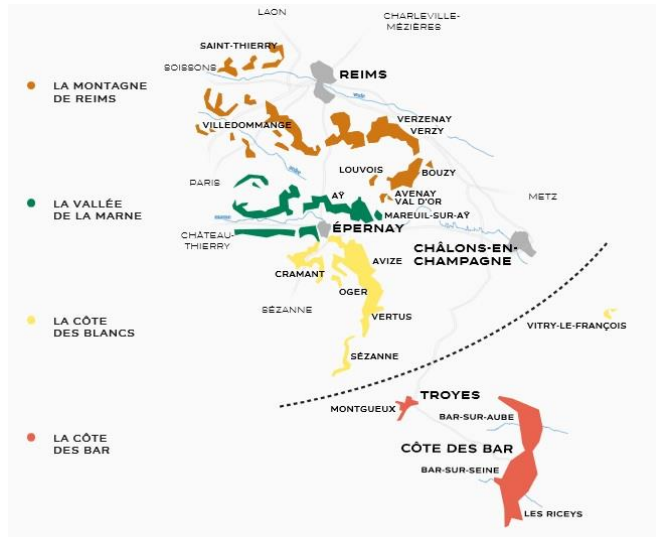 LAON
CHARLEVILLE-
MÉZIÈRES
SAINT-THIERRY
SOISSONS
REIMS
LA MONTAGNE
DE REIMS
VERZENAY
VERZY
VILLEDOMMANGE
LOUVOIS
BOUZY
PARIS
AŸ
AVENAY
VAL D'OR
METZ
LA VALLÉE
DE LA MARNE
MAREUIL-SUR-AŸ
ÉPERNAY
CHÂTEAU-
THIERRY
CHÂLONS-EN-
CHAMPAGNE
AVIZE
CRAMANT
OGER
SÉZANNE
VERTUS
LA CÔTE
DES BLANCS
VITRY-LE-FRANÇOIS
SÉZANNE
TROYES
MONTGUEUX
BAR-SUR-AUBE
LA CÔTE
DES BAR
CÔTE DES BAR
BAR-SUR-SEINE
LES RICEYS